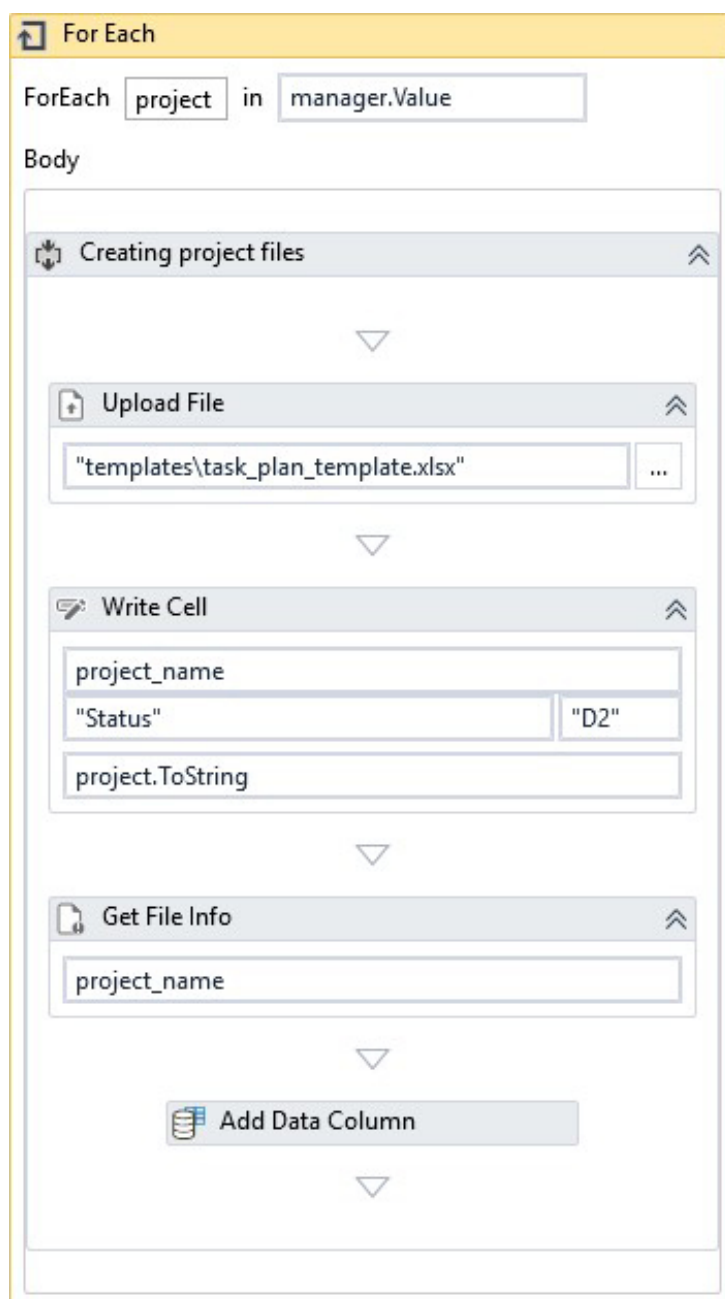 For Each
ForEach project in manager.Value
Body
Creating project files
Upload File
"templates\task_plan_template.xlsx" ...
Write Cell
project_name
"Status" "D2"
project.ToString
Get File Info
project_name
Add Data Column